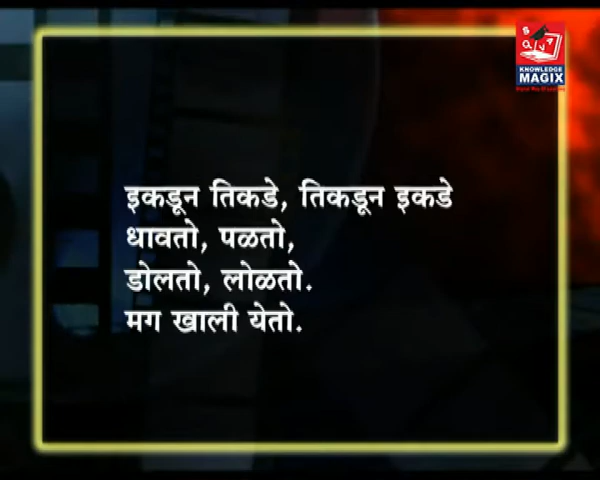 S
Q V A
KNOWLEDGE
MAGIX
इकडून तिकडे, तिकडून इकडे
धावतो, पळतो,
डोलतो, लोळतो.
मग खाली येतो.